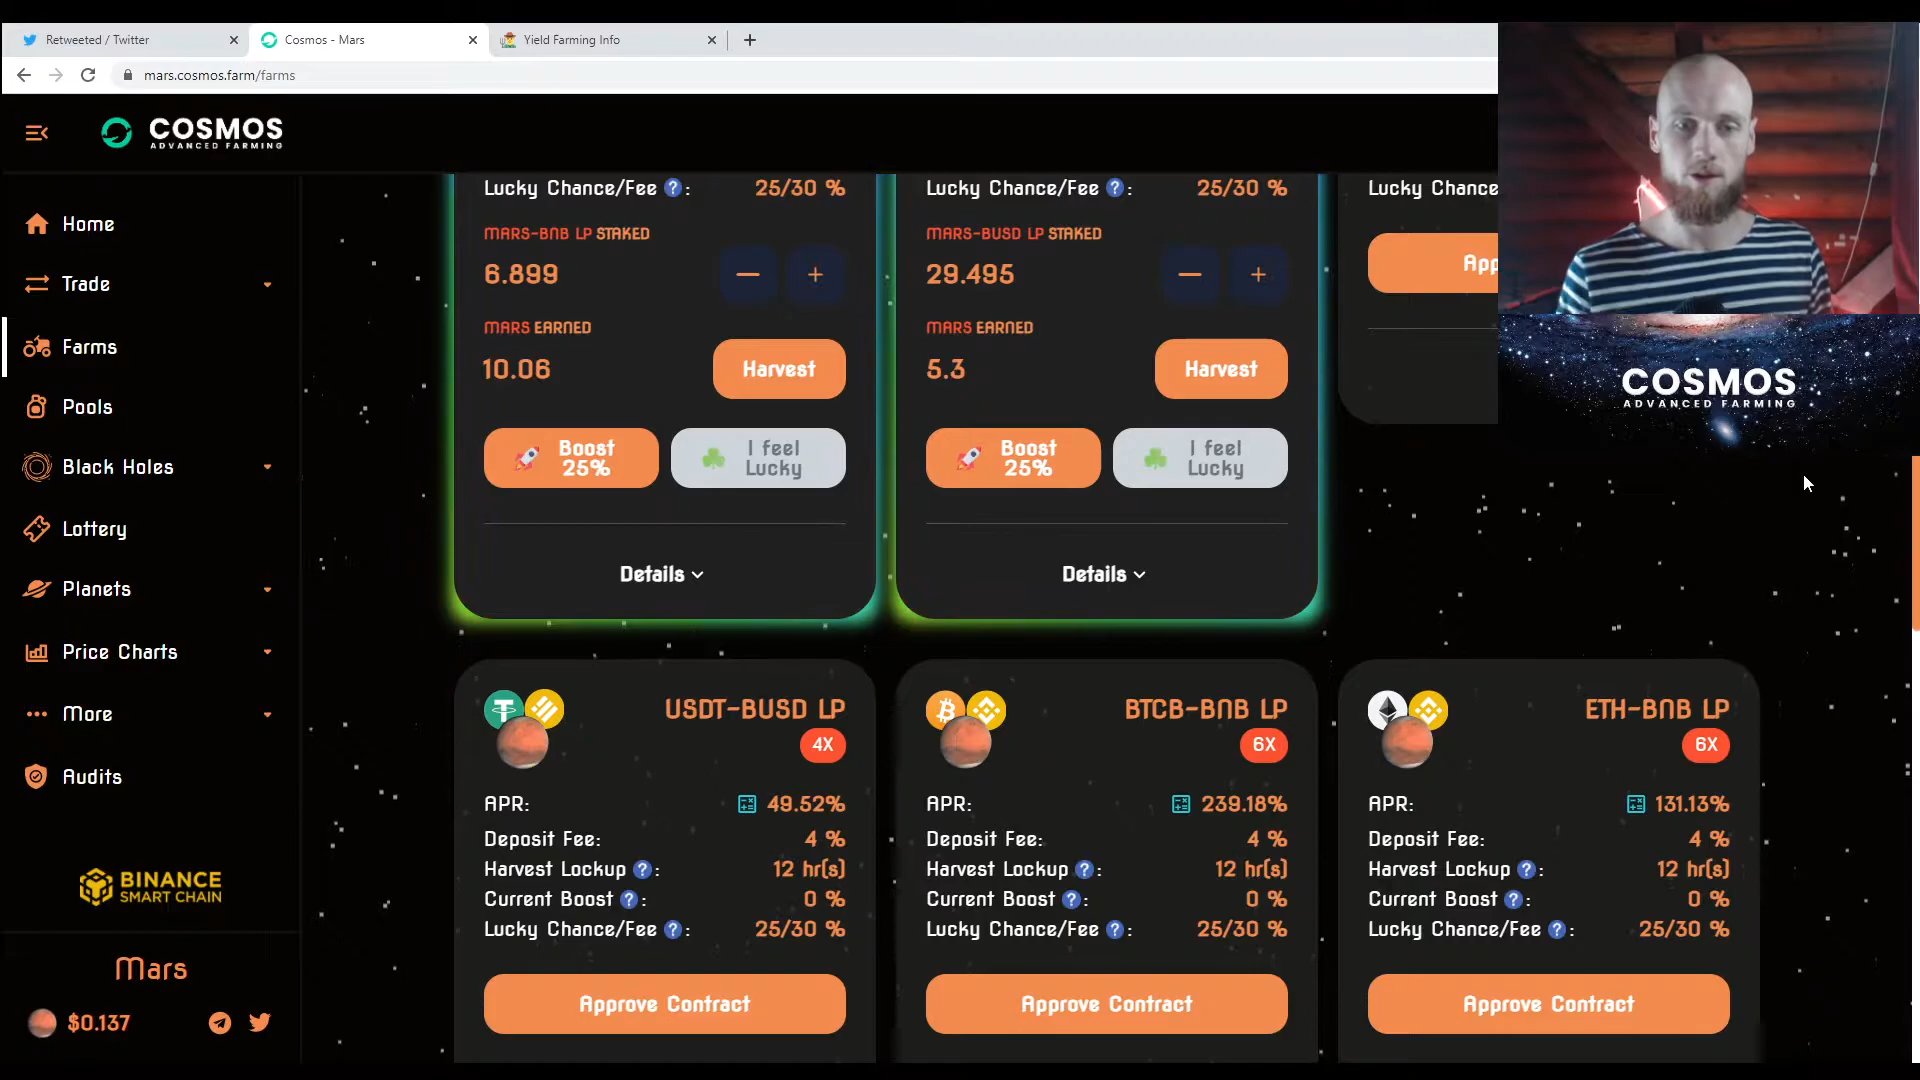 Retweeted / Twitter
Cosmos - Mars
Yield Farming Info
mars.cosmos.farm/farms
COSMOS
ADVANCED FARMING
Home
Trade
Farms
Pools
Black Holes
Lottery
Planets
Price Charts
More
Audits
BINANCE
SMART CHAIN
Mars
$0.137
Lucky Chance/Fee ? : 25/30 %
MARS-BNB LP STAKED
6.899 — +
MARS EARNED
10.06 Harvest
Boost 25%
I feel Lucky
Details
Lucky Chance/Fee ? : 25/30 %
MARS-BUSD LP STAKED
29.495 — +
MARS EARNED
5.3 Harvest
Boost 25%
I feel Lucky
Details
Lucky Chance
App
COSMOS
ADVANCED FARMING
USDT-BUSD LP
4X
APR: 49.52%
Deposit Fee: 4 %
Harvest Lockup ? : 12 hr(s)
Current Boost ? : 0 %
Lucky Chance/Fee ? : 25/30 %
Approve Contract
BTCB-BNB LP
6X
APR: 239.18%
Deposit Fee: 4 %
Harvest Lockup ? : 12 hr(s)
Current Boost ? : 0 %
Lucky Chance/Fee ? : 25/30 %
Approve Contract
ETH-BNB LP
6X
APR: 131.13%
Deposit Fee: 4 %
Harvest Lockup ? : 12 hr(s)
Current Boost ? : 0 %
Lucky Chance/Fee ? : 25/30 %
Approve Contract